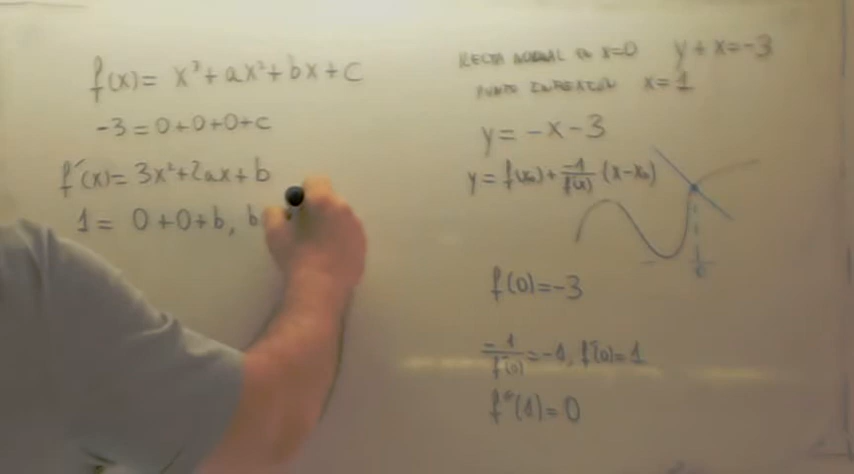 f(x)= x³+ax²+bx+c
-3=0+0+0+c
f'(x)=3x²+2ax+b
1= 0+0+b, b
RECTA NORMAL EN x=0 y+x=-3
PUNTO INFLEXIÓN x=1
y=-x-3
y=f(x₀)+ -1/f'(x₀) (x-x₀)
f(0)=-3
-1/f'(0)=-1, f'(0)=1
f"(1)=0